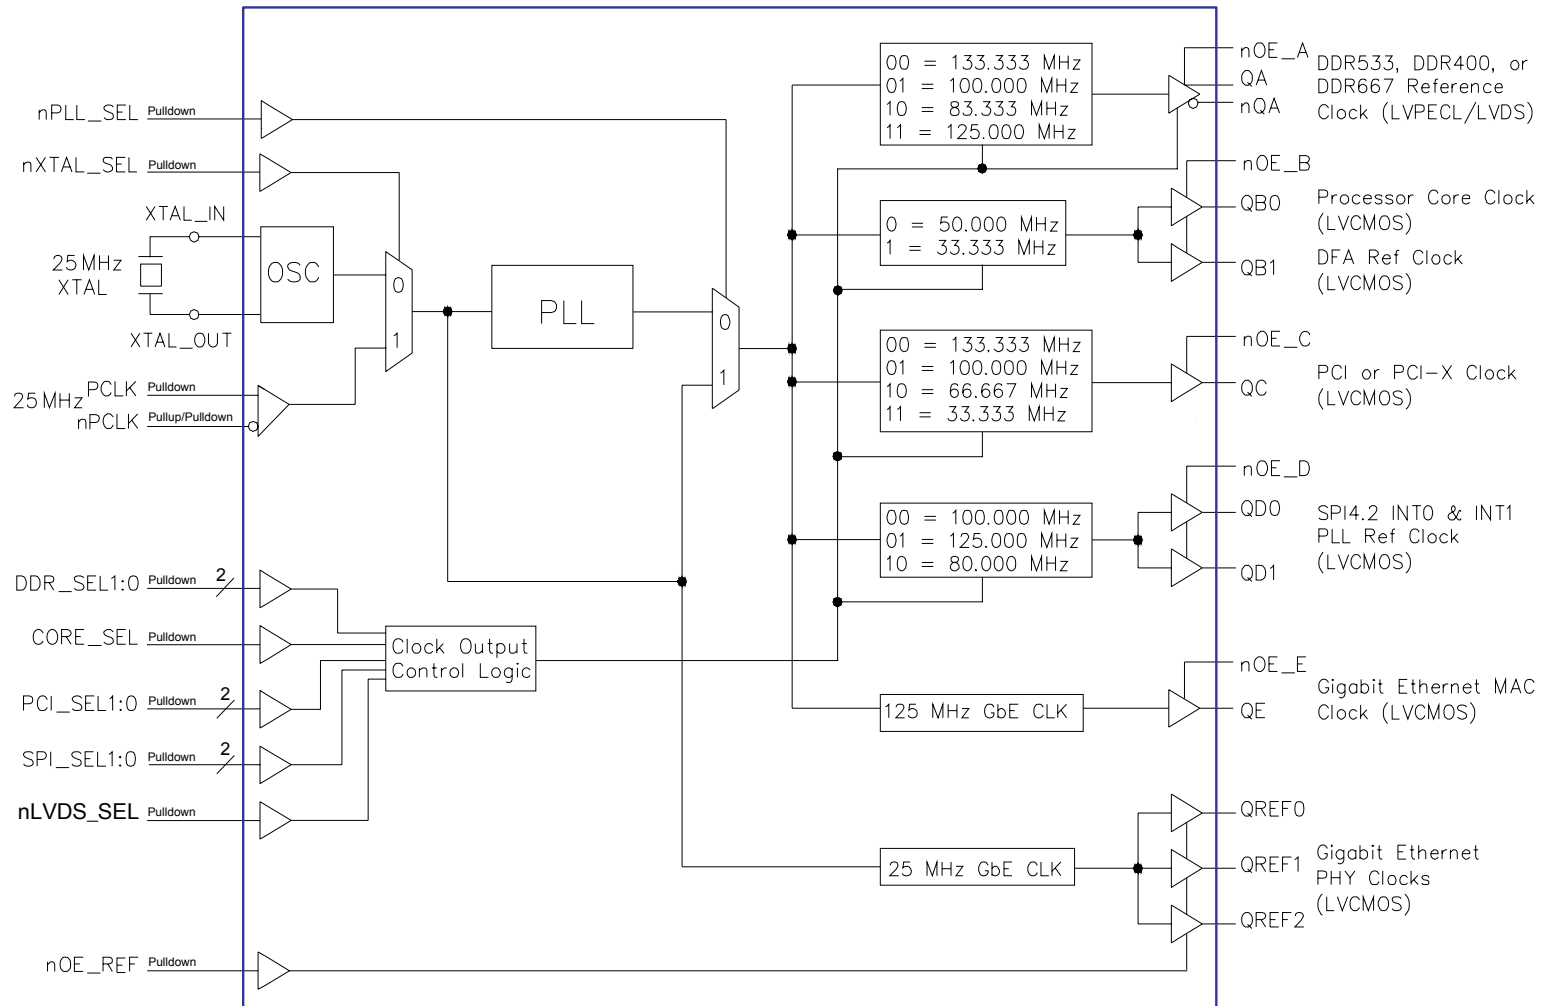 nPLL_SEL Pulldown
nXTAL_SEL Pulldown
XTAL_IN
25 MHz
XTAL
XTAL_OUT
OSC
0
1
PLL
0
1
25 MHz
PCLK Pulldown
nPCLK Pullup/Pulldown
DDR_SEL1:0 Pulldown 2
CORE_SEL Pulldown
PCI_SEL1:0 Pulldown 2
SPI_SEL1:0 Pulldown 2
nLVDS_SEL Pulldown
nOE_REF Pulldown
Clock Output
Control Logic
00 = 133.333 MHz
01 = 100.000 MHz
10 = 83.333 MHz
11 = 125.000 MHz
nOE_A
QA
nQA
DDR533, DDR400, or
DDR667 Reference
Clock (LVPECL/LVDS)
0 = 50.000 MHz
1 = 33.333 MHz
nOE_B
QB0
QB1
Processor Core Clock
(LVCMOS)
DFA Ref Clock
(LVCMOS)
00 = 133.333 MHz
01 = 100.000 MHz
10 = 66.667 MHz
11 = 33.333 MHz
nOE_C
QC
PCI or PCI-X Clock
(LVCMOS)
00 = 100.000 MHz
01 = 125.000 MHz
10 = 80.000 MHz
nOE_D
QD0
QD1
SPI4.2 INT0 & INT1
PLL Ref Clock
(LVCMOS)
125 MHz GbE CLK
nOE_E
QE
Gigabit Ethernet MAC
Clock (LVCMOS)
25 MHz GbE CLK
QREF0
QREF1
QREF2
Gigabit Ethernet
PHY Clocks
(LVCMOS)